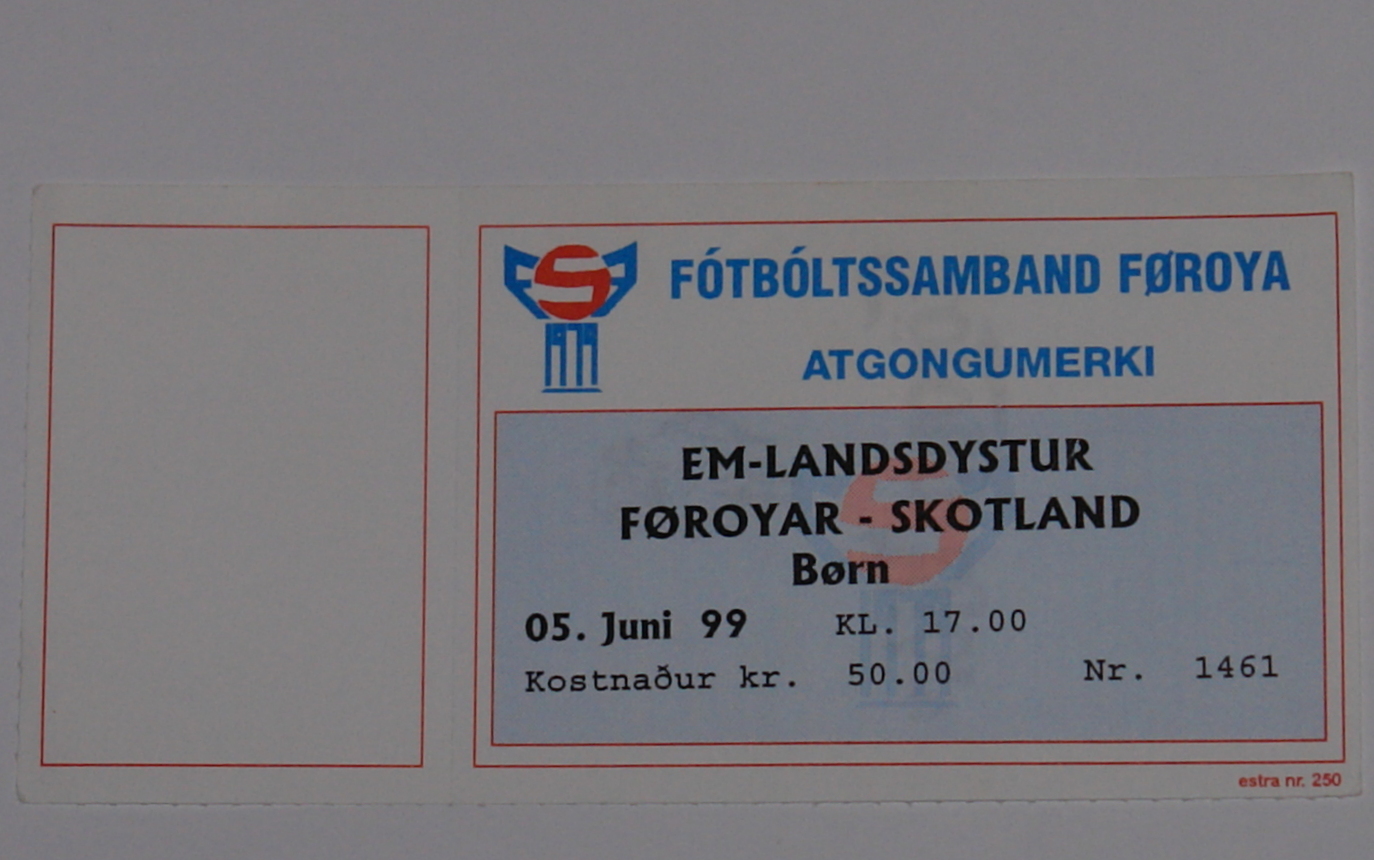 FSF
FÓTBÓLTSSAMBAND FØROYA
ATGONGUMERKI
EM-LANDSDYSTUR
FØROYAR - SKOTLAND
Børn
05. Juni 99 KL. 17.00
Kostnaður kr. 50.00 Nr. 1461
estra nr. 250